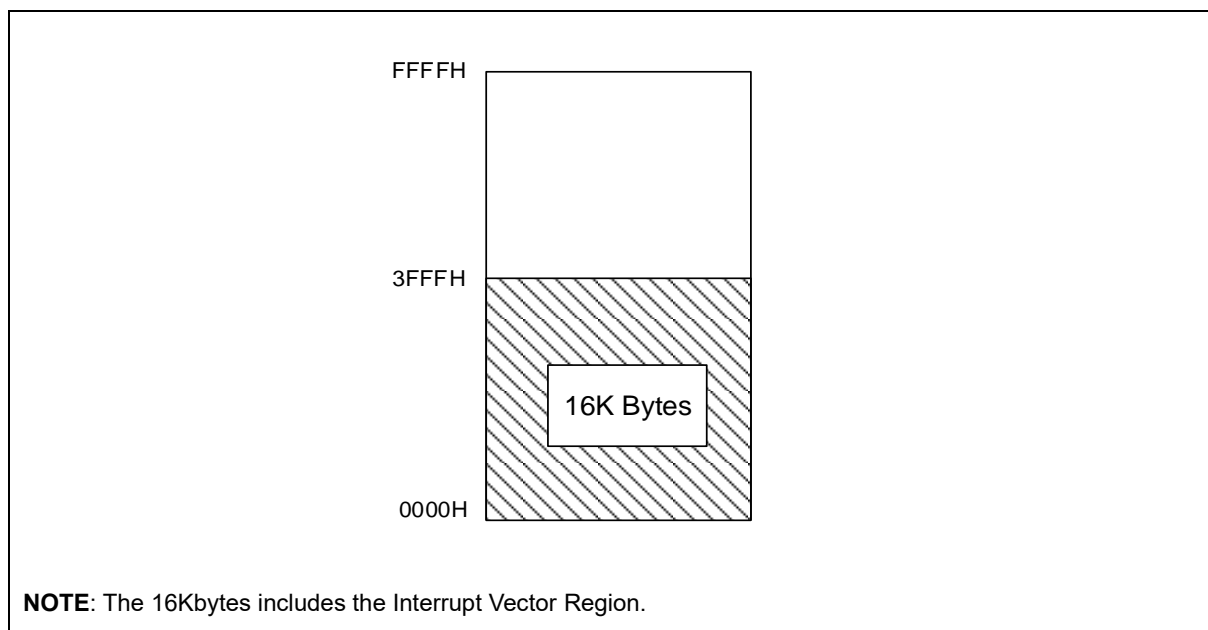 FFFFH
3FFFH
16K Bytes
0000H
NOTE: The 16Kbytes includes the Interrupt Vector Region.